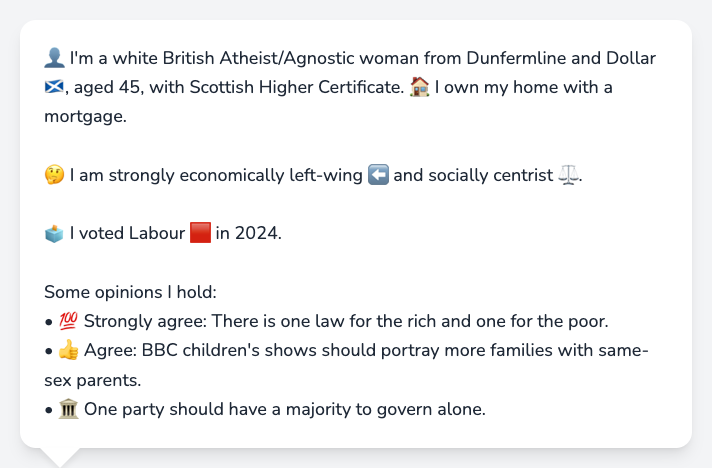 👤 I'm a white British Atheist/Agnostic woman from Dunfermline and Dollar
🏴󠁧󠁢󠁳󠁣󠁴󠁿, aged 45, with Scottish Higher Certificate. 🏠 I own my home with a
mortgage.
🤔 I am strongly economically left-wing ⬅️ and socially centrist ⚖️.
🗳️ I voted Labour 🟥 in 2024.
Some opinions I hold:
• 💯 Strongly agree: There is one law for the rich and one for the poor.
• 👍 Agree: BBC children's shows should portray more families with same-
sex parents.
• 🏛️ One party should have a majority to govern alone.